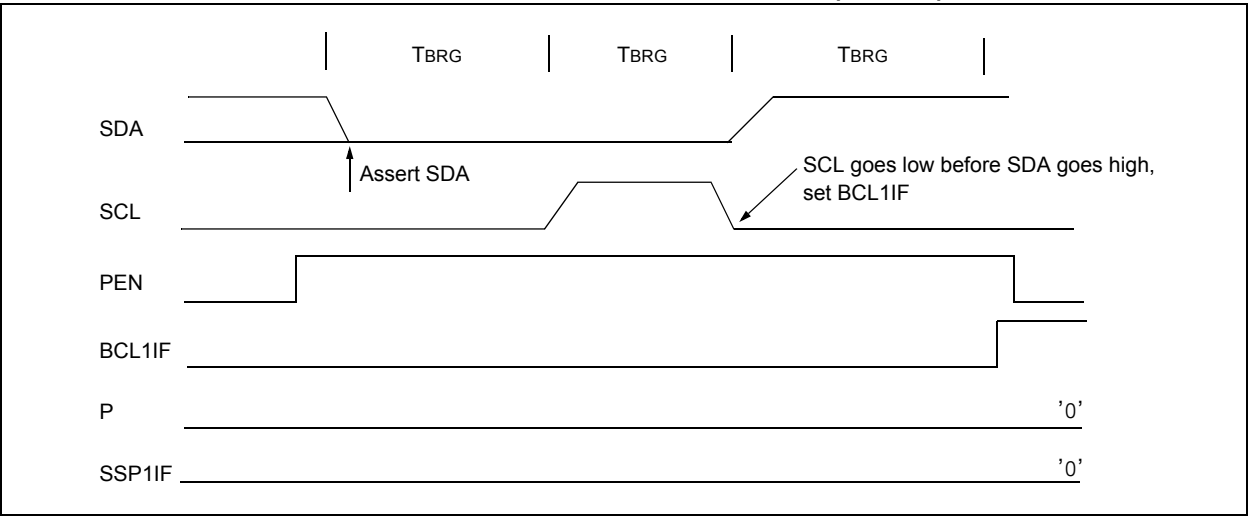 TBRG TBRG TBRG
SDA
Assert SDA
SCL goes low before SDA goes high,
set BCL1IF
SCL
PEN
BCL1IF
P '0'
SSP1IF '0'